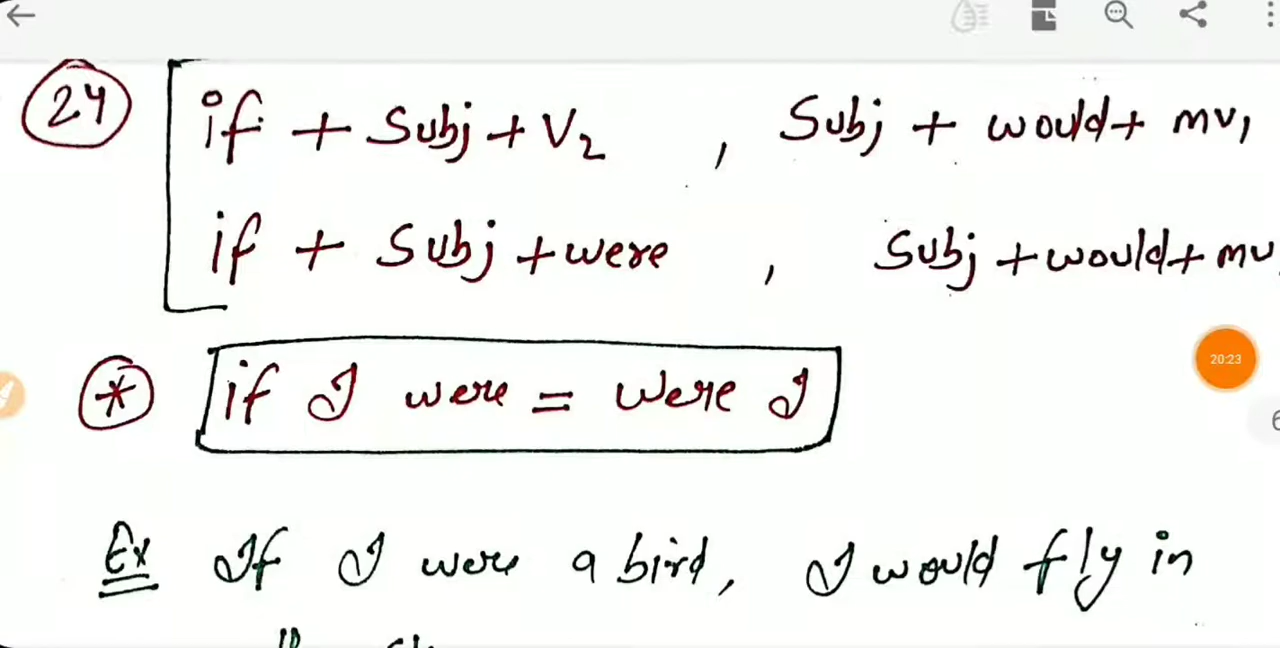 24 if + Subj + V2 , Subj + would + mv1
if + Subj + were , Subj + would + mv
20:23
* if I were = were I
6
Ex If I were a bird, I would fly in